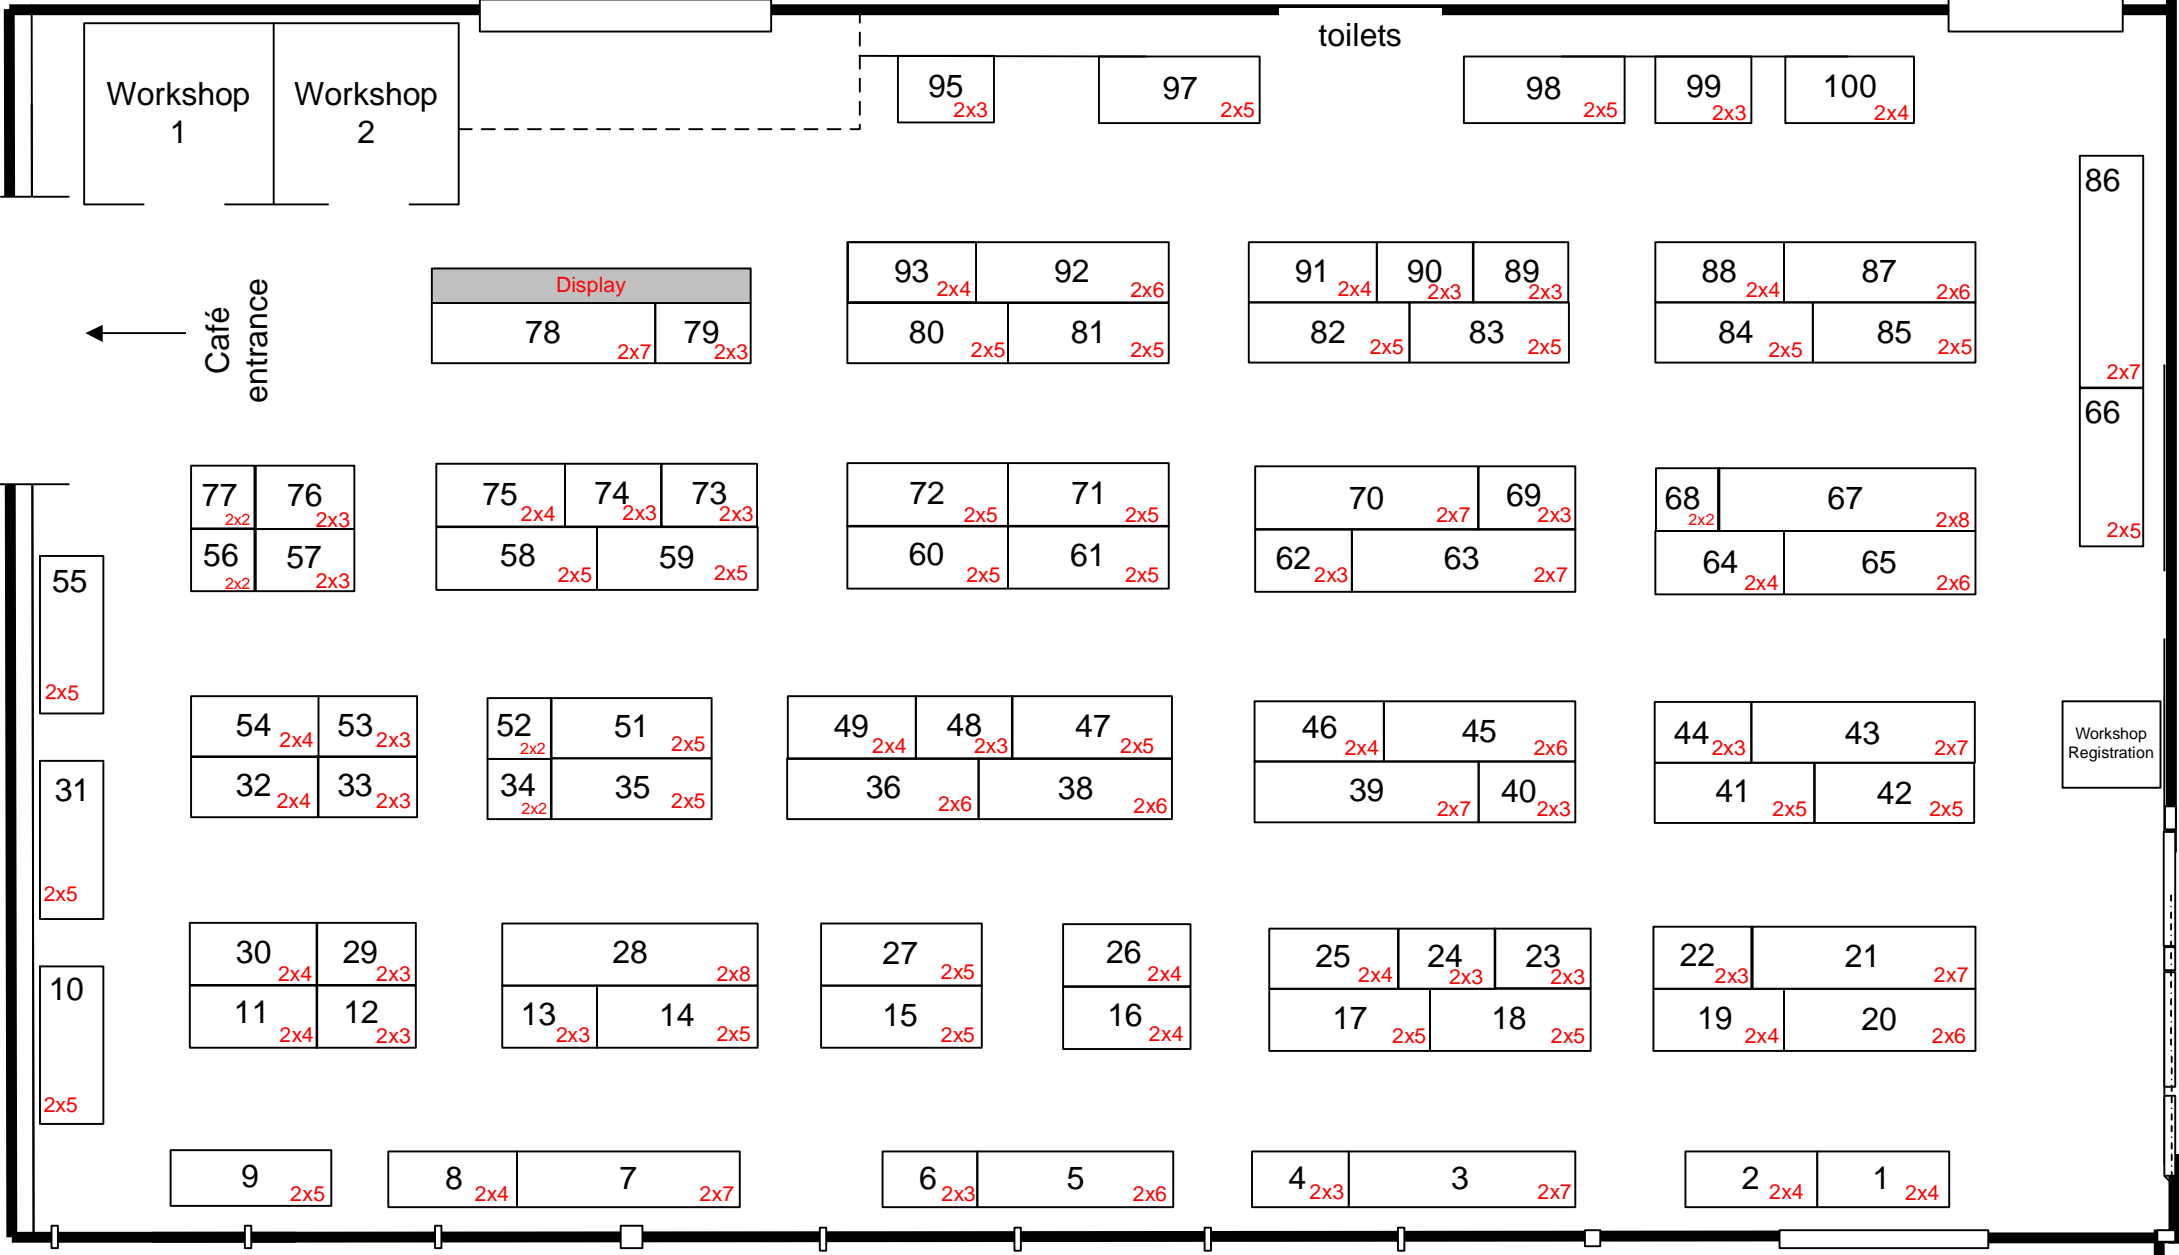 toilets
Workshop
1
Workshop
2
95
2x3
97
2x5
98
2x5
99
2x3
100
2x4
86
2x7
66
2x5
Café
entrance
Display
78
2x7
79
2x3
93
2x4
92
2x6
80
2x5
81
2x5
91
2x4
90
2x3
89
2x3
82
2x5
83
2x5
88
2x4
87
2x6
84
2x5
85
2x5
77
2x2
76
2x3
56
2x2
57
2x3
75
2x4
74
2x3
73
2x3
58
2x5
59
2x5
72
2x5
71
2x5
60
2x5
61
2x5
70
2x7
69
2x3
62
2x3
63
2x7
68
2x2
67
2x8
64
2x4
65
2x6
55
2x5
54
2x4
53
2x3
32
2x4
33
2x3
52
2x2
51
2x5
34
2x2
35
2x5
49
2x4
48
2x3
47
2x5
36
2x6
38
2x6
46
2x4
45
2x6
39
2x7
40
2x3
44
2x3
43
2x7
41
2x5
42
2x5
Workshop
Registration
31
2x5
30
2x4
29
2x3
11
2x4
12
2x3
28
2x8
13
2x3
14
2x5
27
2x5
15
2x5
26
2x4
16
2x4
25
2x4
24
2x3
23
2x3
17
2x5
18
2x5
22
2x3
21
2x7
19
2x4
20
2x6
10
2x5
9
2x5
8
2x4
7
2x7
6
2x3
5
2x6
4
2x3
3
2x7
2
2x4
1
2x4